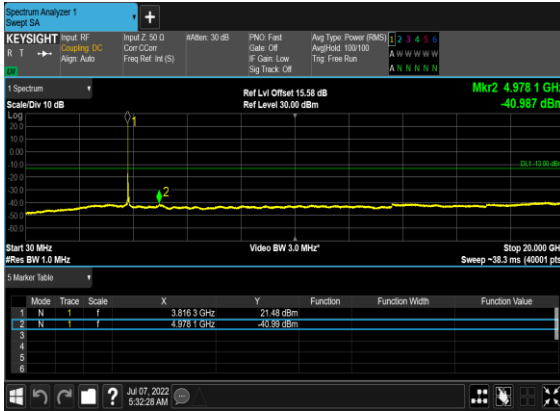 Spectrum Analyzer 1
Swept SA
KEYSIGHT
R T
Input: RF
Coupling: DC
Align: Auto
Input Z: 50 Ω
Corr CCorr
Freq Ref: Int (S)
#Atten: 30 dB
PNO: Fast
Gate: Off
IF Gain: Low
Sig Track: Off
Avg Type: Power (RMS)
Avg|Hold: 100/100
Trig: Free Run
1 2 3 4 5 6
A W W W W W
A N N N N N
1 Spectrum
Scale/Div 10 dB
Ref Lvl Offset 15.58 dB
Ref Level 30.00 dBm
Mkr2 4.978 1 GHz
-40.987 dBm
Log
20.0
10.0
0.00
-10.0
-20.0
-30.0
-40.0
-50.0
-60.0
1
2
DL1 -13.00 dBm
Start 30 MHz
#Res BW 1.0 MHz
Video BW 3.0 MHz*
Stop 20.000 GH
Sweep ~38.3 ms (40001 pts
5 Marker Table
Mode Trace Scale X Y Function Function Width Function Value
1 N 1 f 3.816 3 GHz 21.48 dBm
2 N 1 f 4.978 1 GHz -40.99 dBm
3
4
5
6
Jul 07, 2022
5:32:28 AM